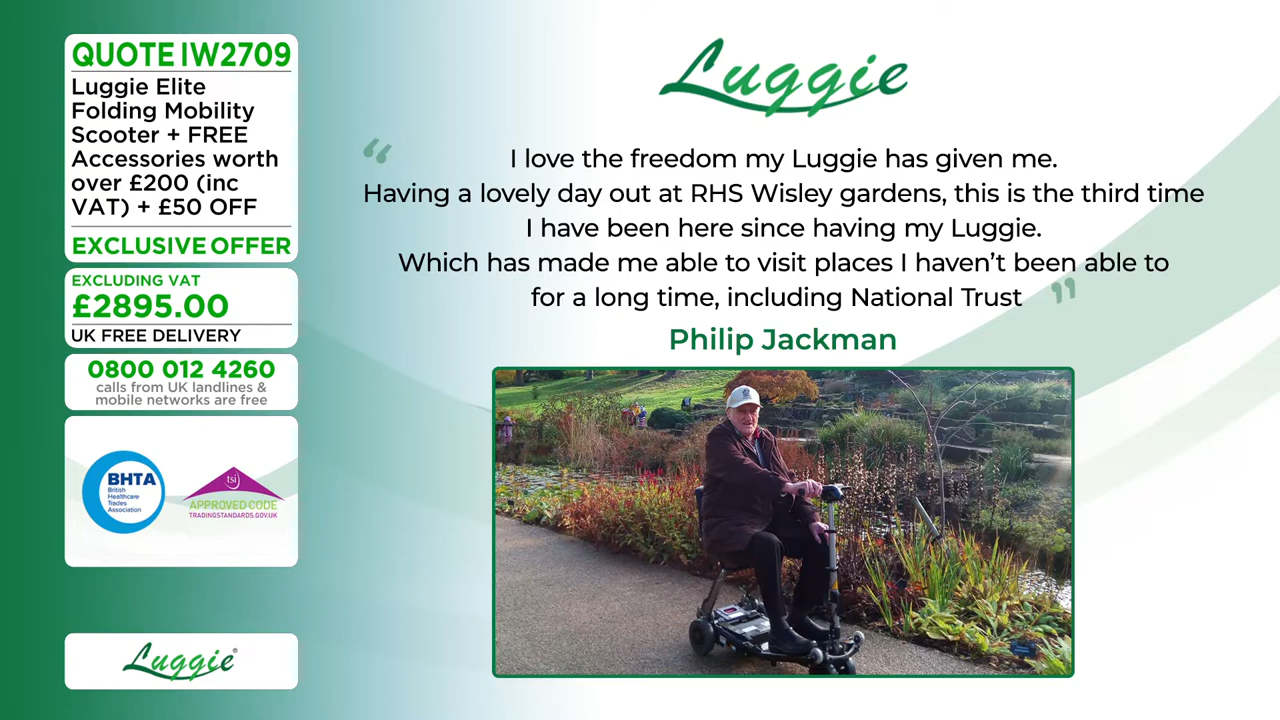 QUOTE IW2709
Luggie Elite
Folding Mobility
Scooter + FREE
Accessories worth
over £200 (inc
VAT) + £50 OFF
EXCLUSIVE OFFER
EXCLUDING VAT
£2895.00
UK FREE DELIVERY
0800 012 4260
calls from UK landlines &
mobile networks are free
BHTA
British
Healthcare
Trades
Association
tsi
APPROVED CODE
TRADINGSTANDARDS.GOV.UK
Luggie®
Luggie
“ I love the freedom my Luggie has given me.
Having a lovely day out at RHS Wisley gardens, this is the third time
I have been here since having my Luggie.
Which has made me able to visit places I haven’t been able to
for a long time, including National Trust ”
Philip Jackman